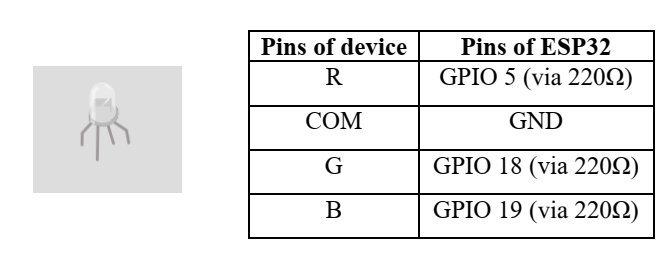 Pins of device Pins of ESP32
R GPIO 5 (via 220Ω)
COM GND
G GPIO 18 (via 220Ω)
B GPIO 19 (via 220Ω)